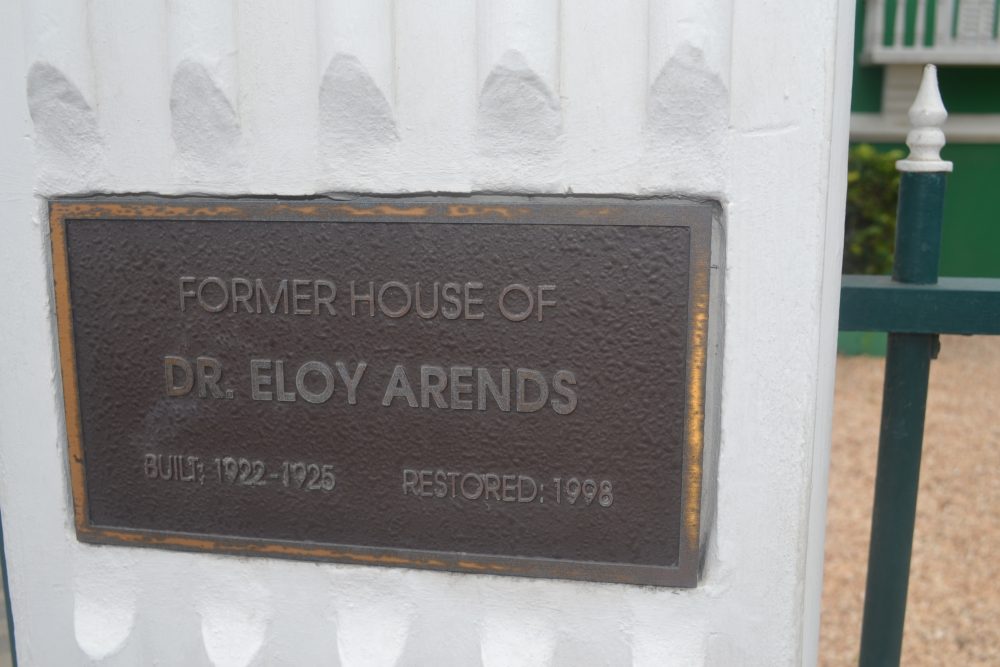 FORMER HOUSE OF
DR. ELOY ARENDS
BUILT: 1922-1925 RESTORED: 1998